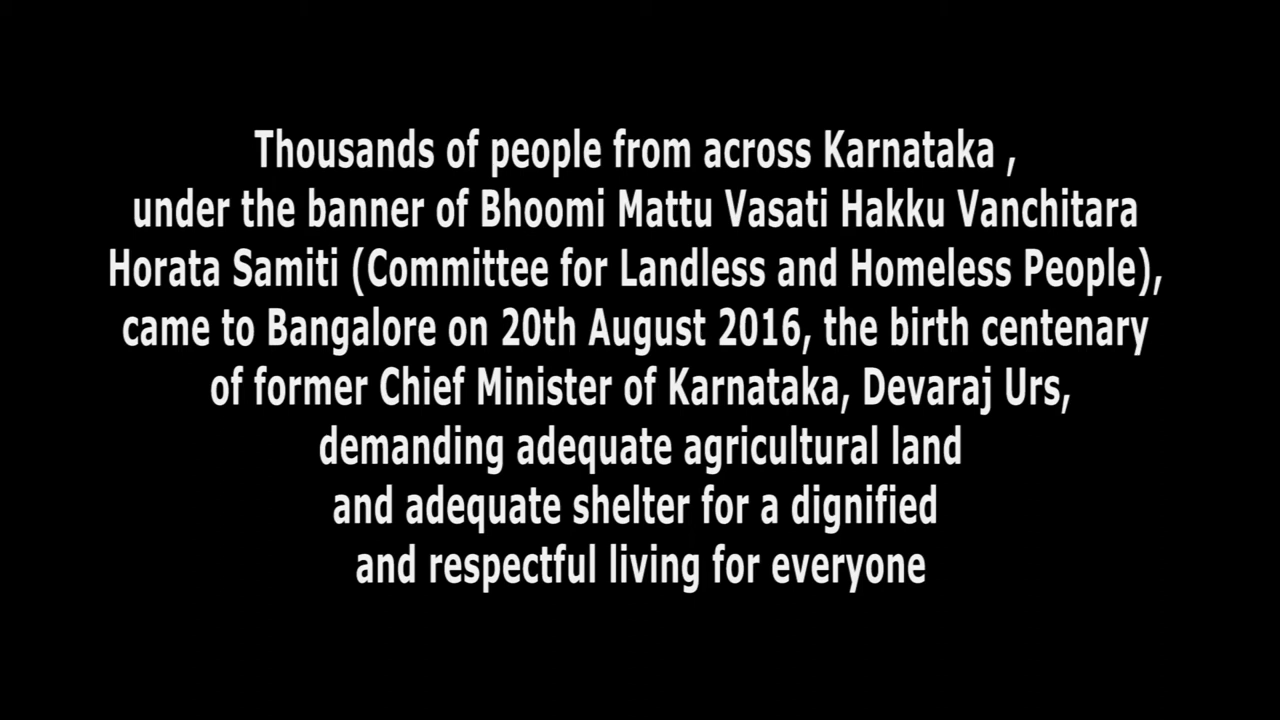 Thousands of people from across Karnataka ,
under the banner of Bhoomi Mattu Vasati Hakku Vanchitara
Horata Samiti (Committee for Landless and Homeless People),
came to Bangalore on 20th August 2016, the birth centenary
of former Chief Minister of Karnataka, Devaraj Urs,
demanding adequate agricultural land
and adequate shelter for a dignified
and respectful living for everyone